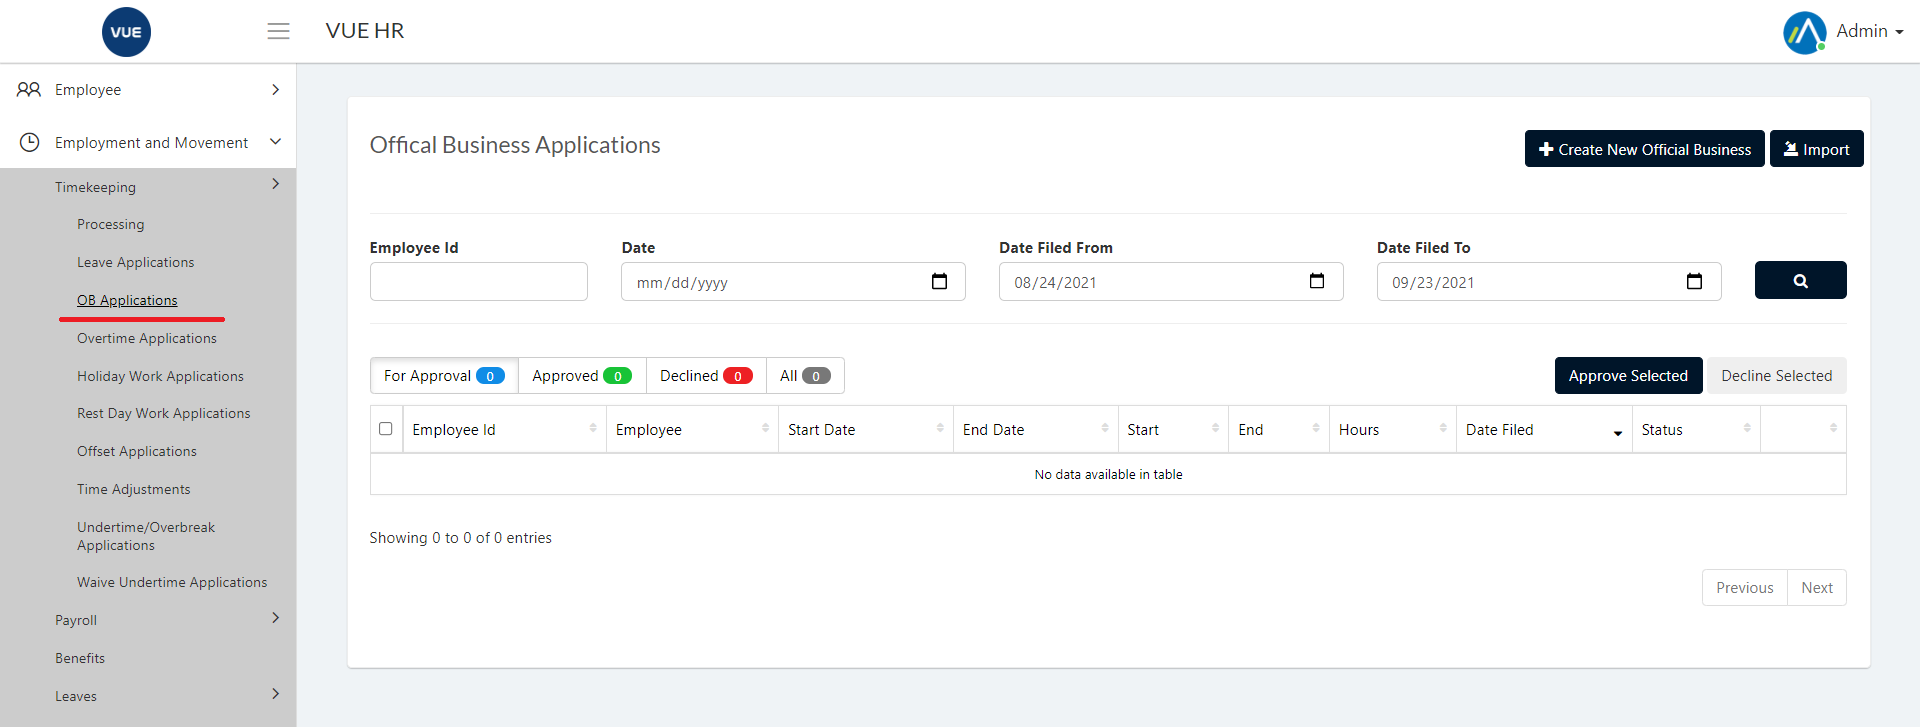 VUE
VUE HR
Admin
Employee
Employment and Movement
Timekeeping
Processing
Leave Applications
OB Applications
Overtime Applications
Holiday Work Applications
Rest Day Work Applications
Offset Applications
Time Adjustments
Undertime/Overbreak
Applications
Waive Undertime Applications
Payroll
Benefits
Leaves
Offical Business Applications
Create New Official Business Import
Employee Id Date Date Filed From Date Filed To
mm/dd/yyyy 08/24/2021 09/23/2021
For Approval 0 Approved 0 Declined 0 All 0 Approve Selected Decline Selected
Employee Id Employee Start Date End Date Start End Hours Date Filed Status
No data available in table
Showing 0 to 0 of 0 entries
Previous Next